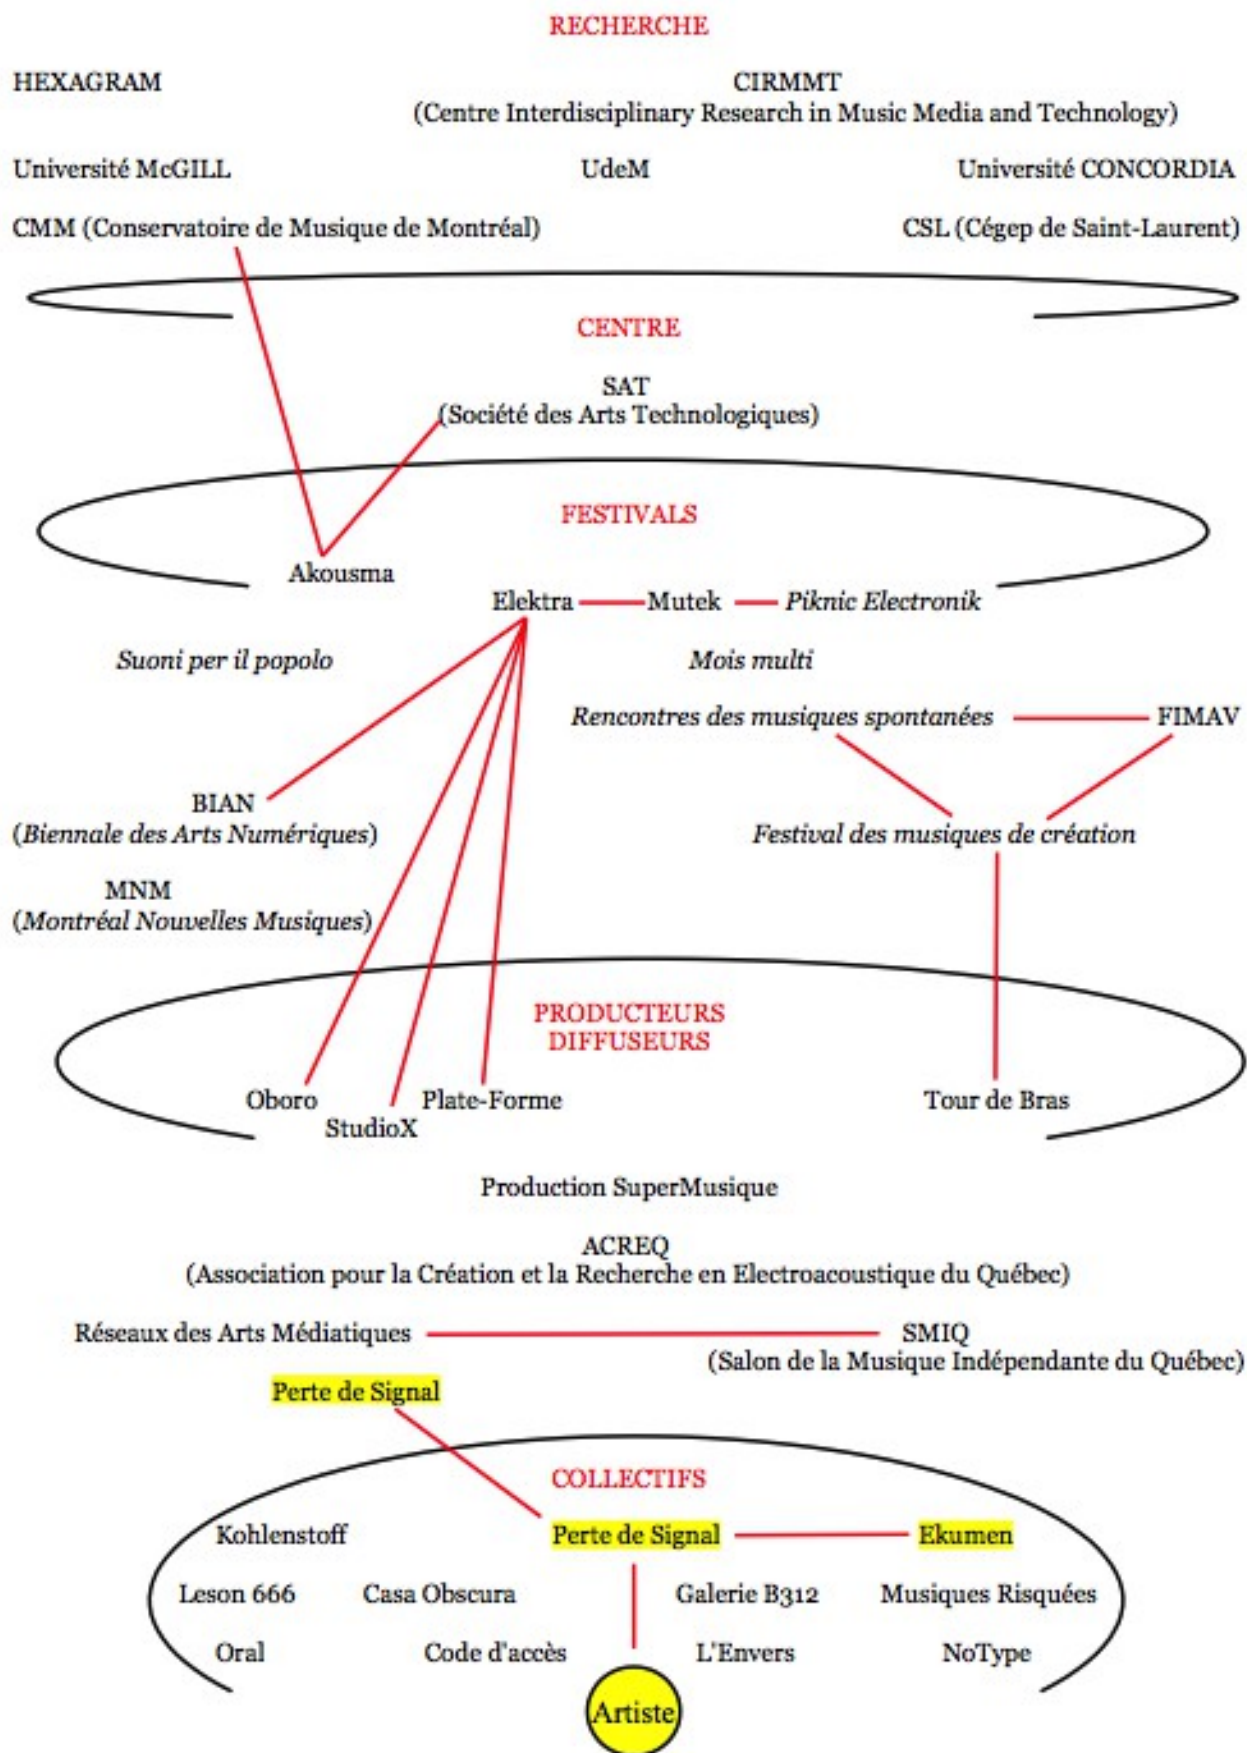 RECHERCHE
HEXAGRAM
CIRMMT
(Centre Interdisciplinary Research in Music Media and Technology)
Université McGILL
UdeM
Université CONCORDIA
CMM (Conservatoire de Musique de Montréal)
CSL (Cégep de Saint-Laurent)
CENTRE
SAT
(Société des Arts Technologiques)
FESTIVALS
Akousma
Elektra
Mutek
Piknic Electronik
Suoni per il popolo
Mois multi
Rencontres des musiques spontanées
FIMAV
BIAN
(Biennale des Arts Numériques)
Festival des musiques de création
MNM
(Montréal Nouvelles Musiques)
PRODUCTEURS
DIFFUSEURS
Oboro
StudioX
Plate-Forme
Tour de Bras
Production SuperMusique
ACREQ
(Association pour la Création et la Recherche en Electroacoustique du Québec)
Réseaux des Arts Médiatiques
SMIQ
(Salon de la Musique Indépendante du Québec)
Perte de Signal
COLLECTIFS
Kohlenstoff
Perte de Signal
Ekumen
Leson 666
Casa Obscura
Galerie B312
Musiques Risquées
Oral
Code d'accès
L'Envers
NoType
Artiste